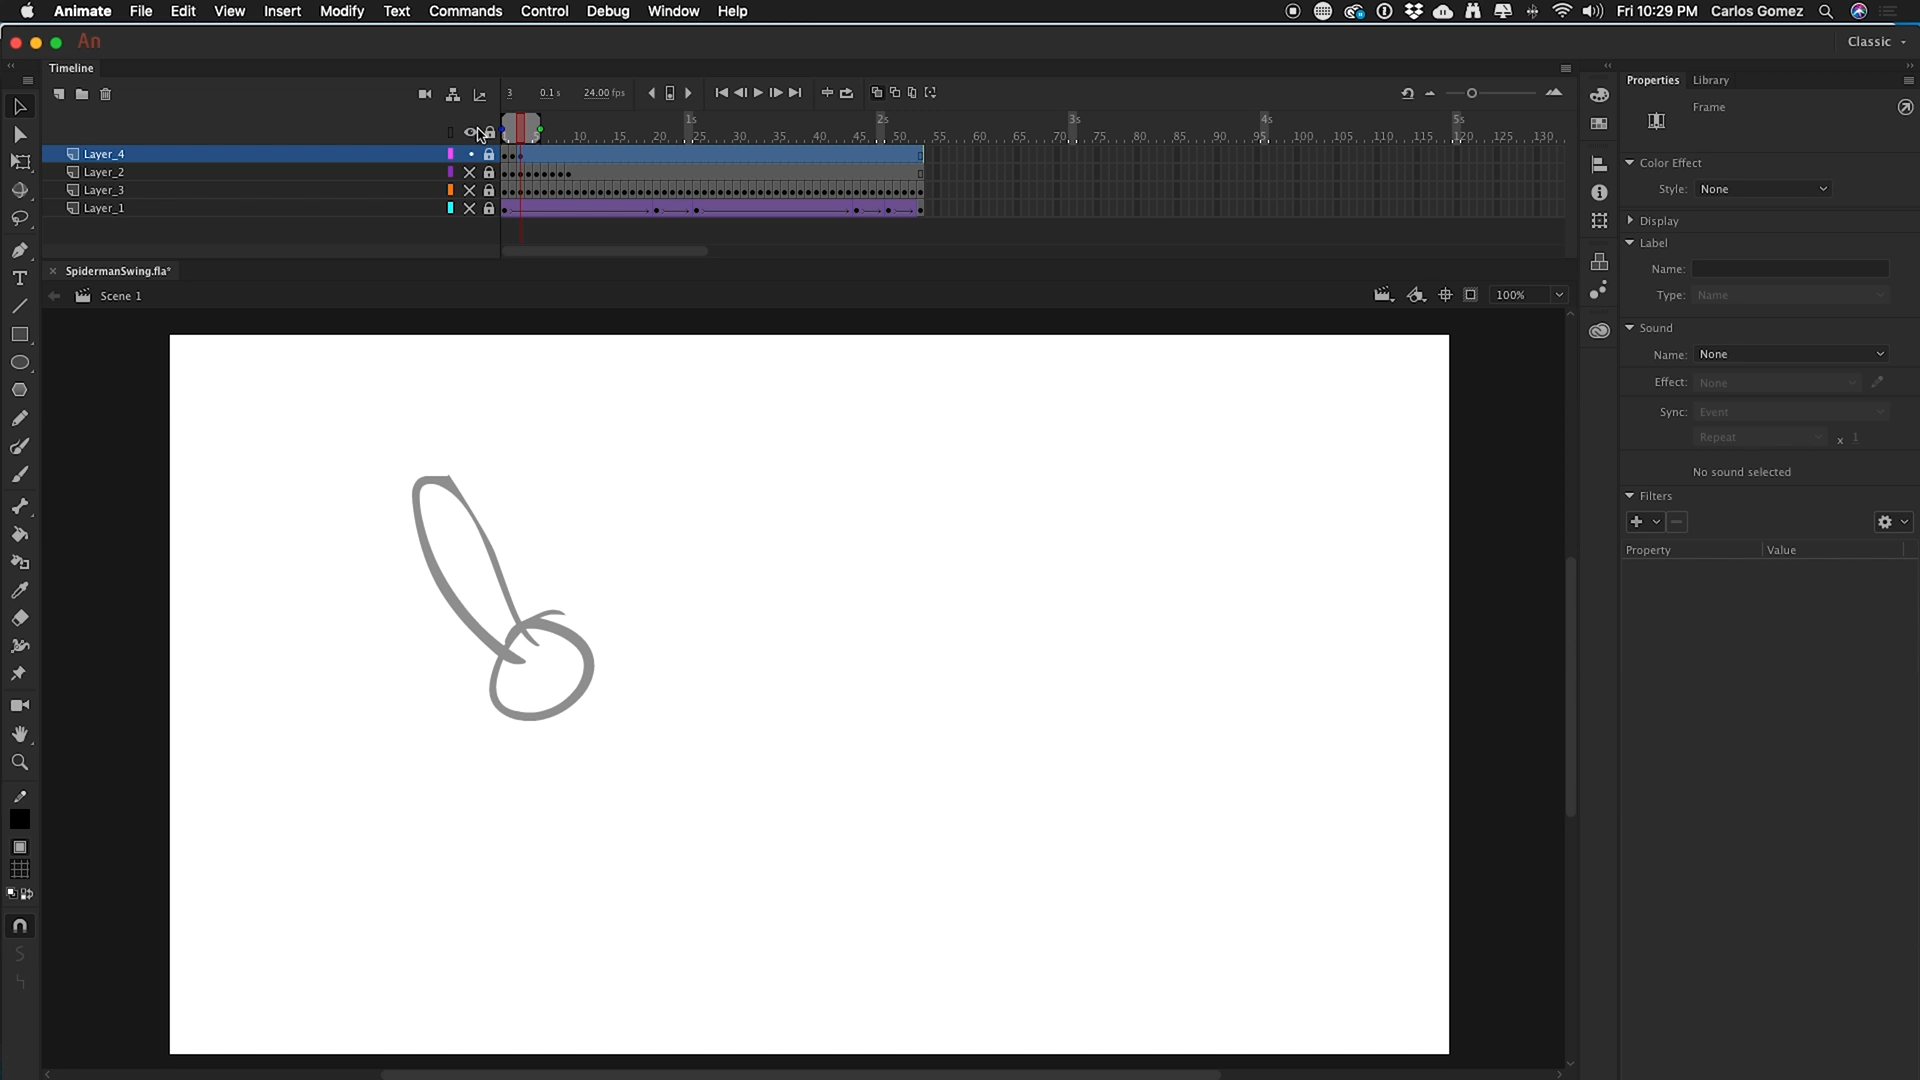 Animate File Edit View Insert Modify Text Commands Control Debug Window Help Fri 10:29 PM Carlos Gomez
An Classic
Timeline
3 0.1 s 24.00 fps
1s 2s 3s 4s 5s
5 10 15 20 25 30 35 40 45 50 55 60 65 70 75 80 85 90 95 100 105 110 115 120 125 130
Layer_4
Layer_2
Layer_3
Layer_1
SpidermanSwing.fla*
Scene 1 100%
Properties Library
Frame
Color Effect
Style: None
Display
Label
Name:
Type: Name
Sound
Name: None
Effect: None
Sync: Event
Repeat x 1
No sound selected
Filters
Property Value